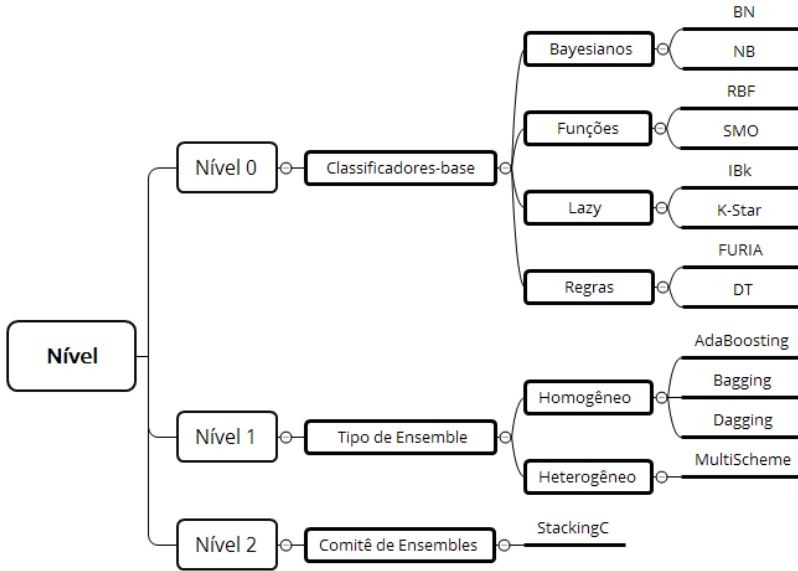 Nível
Nível 0
Classificadores-base
Bayesianos
BN
NB
Funções
RBF
SMO
Lazy
IBk
K-Star
Regras
FURIA
DT
Nível 1
Tipo de Ensemble
Homogêneo
AdaBoosting
Bagging
Dagging
Heterogêneo
MultiScheme
Nível 2
Comitê de Ensembles
StackingC